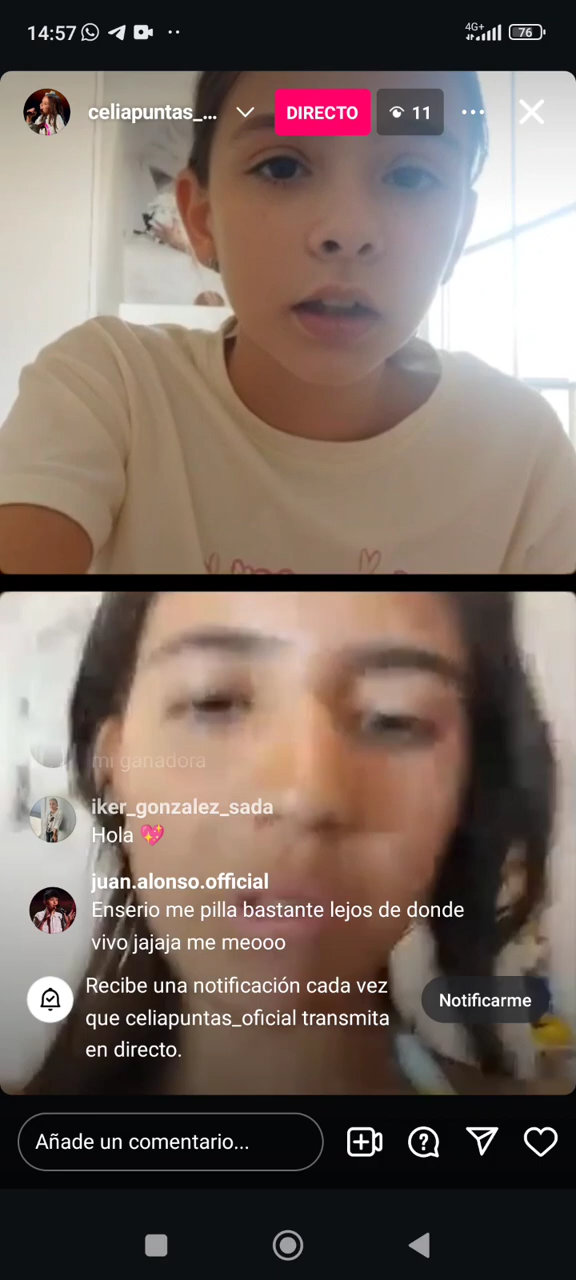 14:57
4G+
76
celiapuntas_...
DIRECTO
11
mi ganadora
iker_gonzalez_sada
Hola 💖
juan.alonso.official
Enserio me pilla bastante lejos de donde
vivo jajaja me meooo
Recibe una notificación cada vez
que celiapuntas_oficial transmita
en directo.
Notificarme
Añade un comentario...